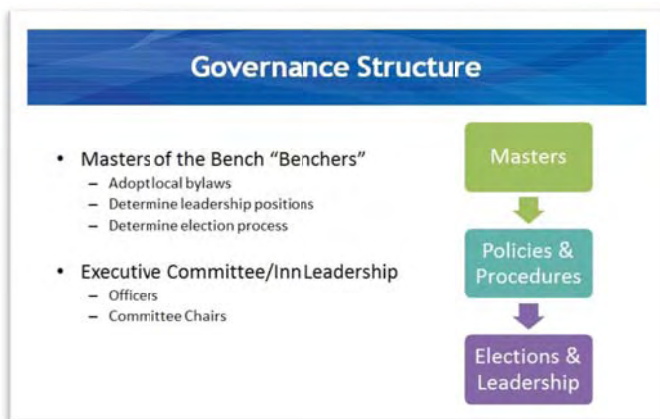 Governance Structure
• Masters of the Bench “Benchers”
– Adopt local bylaws
– Determine leadership positions
– Determine election process
• Executive Committee/Inn Leadership
– Officers
– Committee Chairs
Masters
Policies &
Procedures
Elections &
Leadership